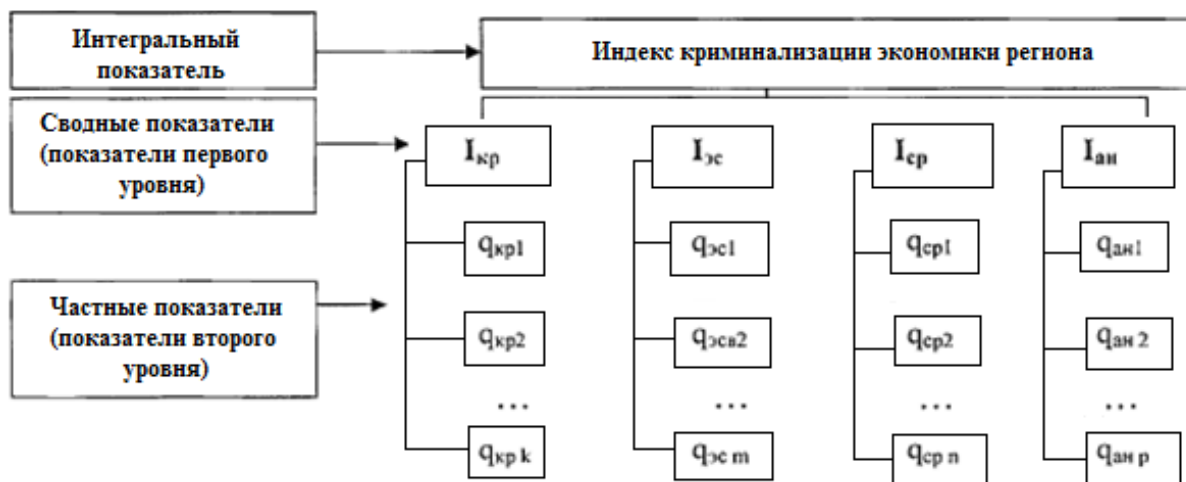 Интегральный
показатель
Индекс криминализации экономики региона
Сводные показатели
(показатели первого
уровня)
Iкр
Iэс
Iср
Iан
qкр1
qэс1
qср1
qан1
Частные показатели
(показатели второго
уровня)
qкр2
qэсв2
qср2
qан 2
... ... ... ...
qкр k
qэс m
qср n
qан p